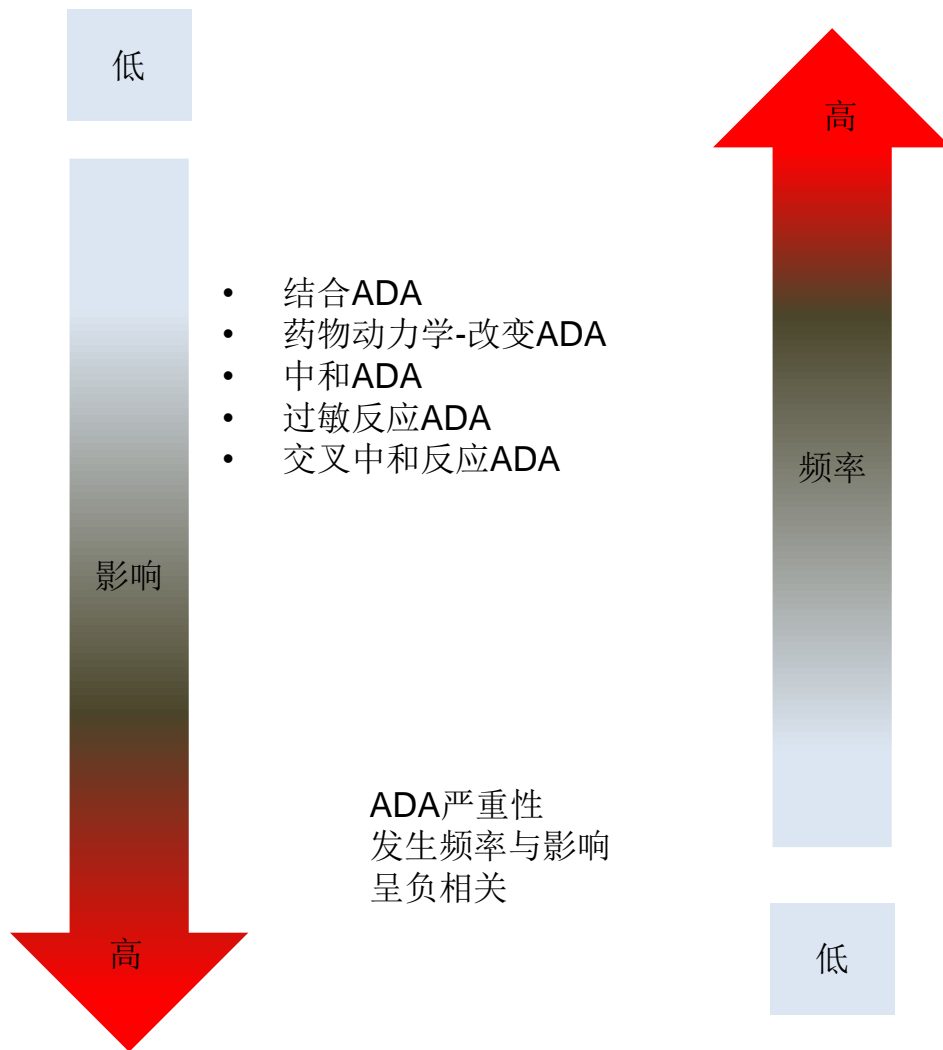 低
高
• 结合ADA
• 药物动力学-改变ADA
• 中和ADA
• 过敏反应ADA
• 交叉中和反应ADA
频率
影响
ADA严重性
发生频率与影响
呈负相关
高
低